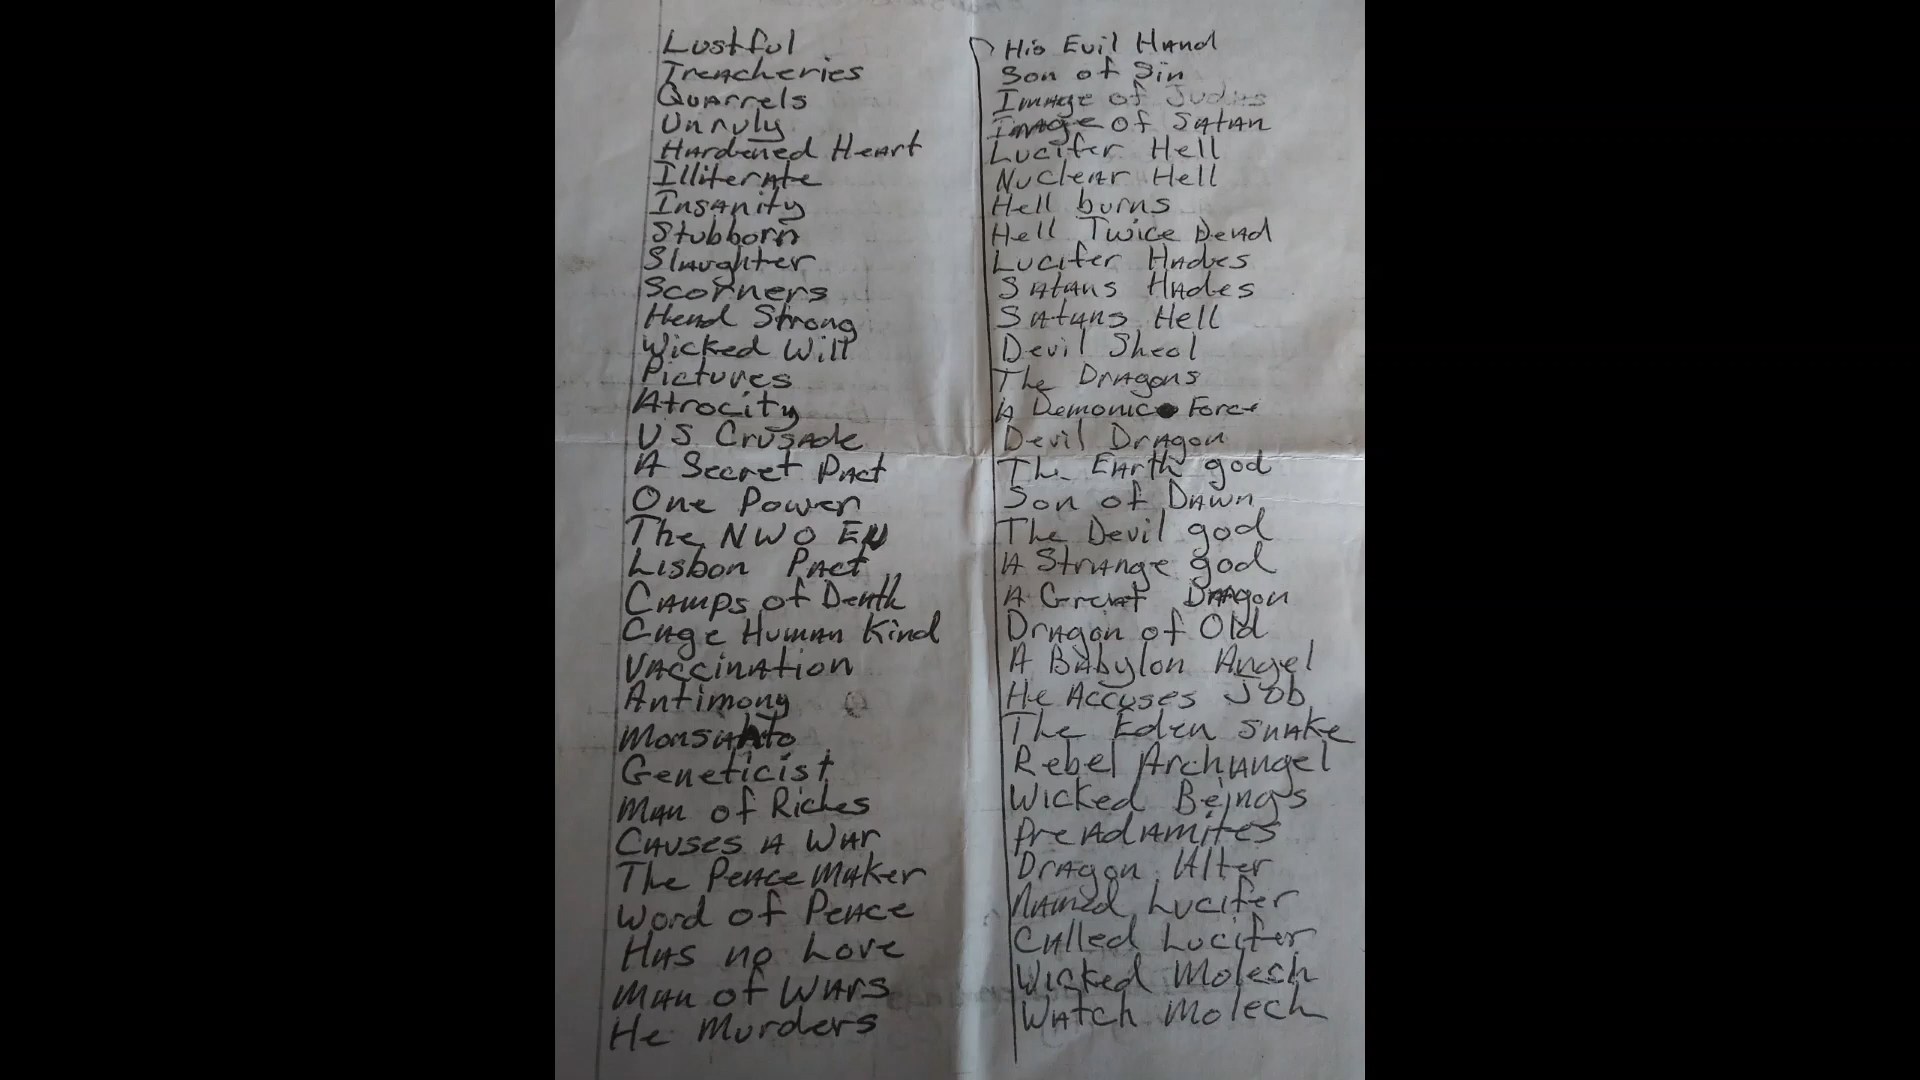 Lustful
Treacheries
Quarrels
Unruly
Hardened Heart
Illiterate
Insanity
Stubborn
Slaughter
Scorners
Head Strong
Wicked Will
Pictures
Atrocity
US Crusade
A Secret Pact
One Power
The NWO EU
Lisbon Pact
Camps of Death
Cage Human Kind
Vaccination
Antimony
Monsanto
Geneticist
Man of Riches
Causes A War
The Peace Maker
Word of Peace
Has no Love
Man of Wars
He Murders
His Evil Hand
Son of Sin
Image of Judas
Image of Satan
Lucifer Hell
Nuclear Hell
Hell burns
Hell Twice Dead
Lucifer Hades
Satans Hades
Satans Hell
Devil Sheol
The Dragons
A Demonic Force
Devil Dragon
The Earth god
Son of Dawn
The Devil god
A Strange god
A Great Dragon
Dragon of Old
A Babylon Angel
He Accuses Job
The Eden Snake
Rebel Archangel
Wicked Beings
PreAdamites
Dragon Alter
Named Lucifer
Called Lucifer
Wicked Molech
Watch Molech